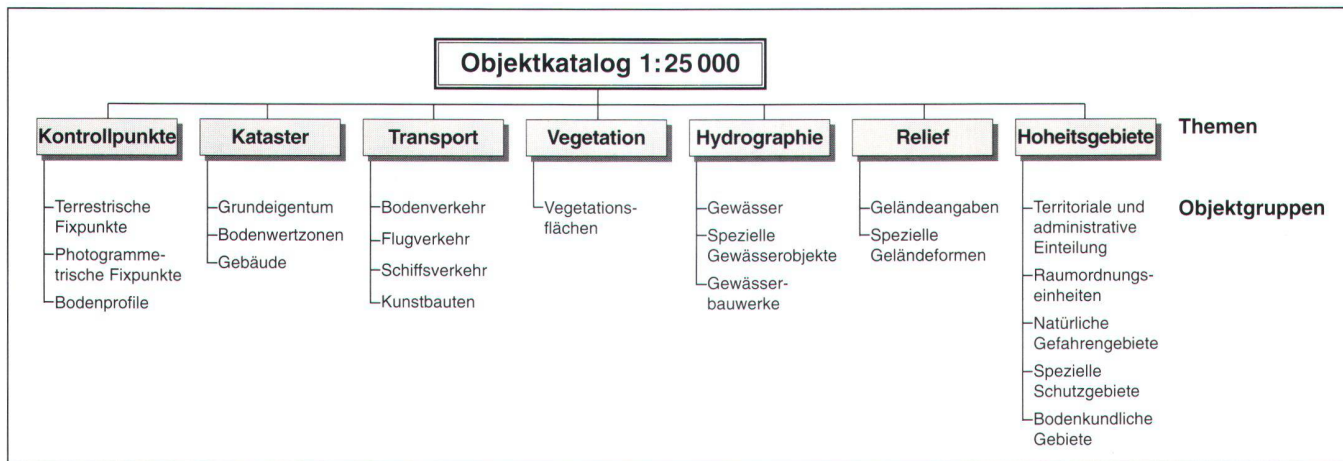 Objektkatalog 1:25 000
Kontrollpunkte
Kataster
Transport
Vegetation
Hydrographie
Relief
Hoheitsgebiete
Themen
Terrestrische
Fixpunkte
Photogramme-
trische Fixpunkte
Bodenprofile
Grundeigentum
Bodenwertzonen
Gebäude
Bodenverkehr
Flugverkehr
Schiffsverkehr
Kunstbauten
Vegetations-
flächen
Gewässer
Spezielle
Gewässerobjekte
Gewässer-
bauwerke
Geländeangaben
Spezielle
Geländeformen
Territoriale und
administrative
Einteilung
Raumordnungs-
einheiten
Natürliche
Gefahrengebiete
Spezielle
Schutzgebiete
Bodenkundliche
Gebiete
Objektgruppen